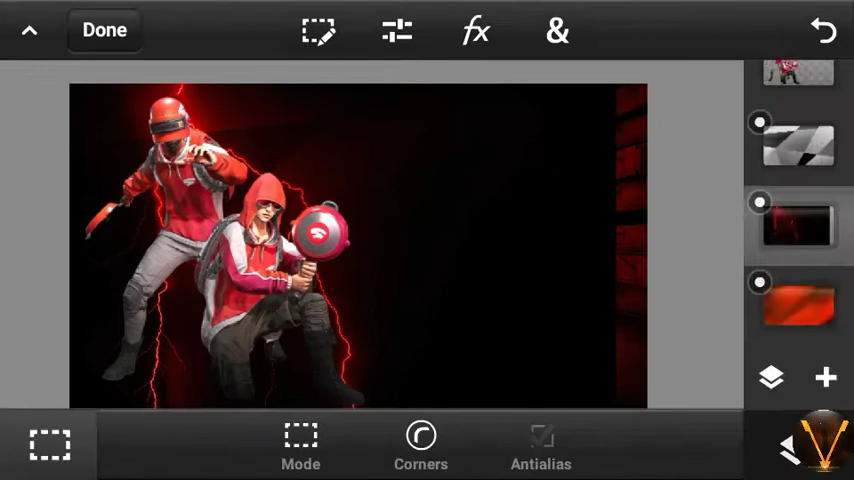 Done
fx
&
Mode
Corners
Antialias
V